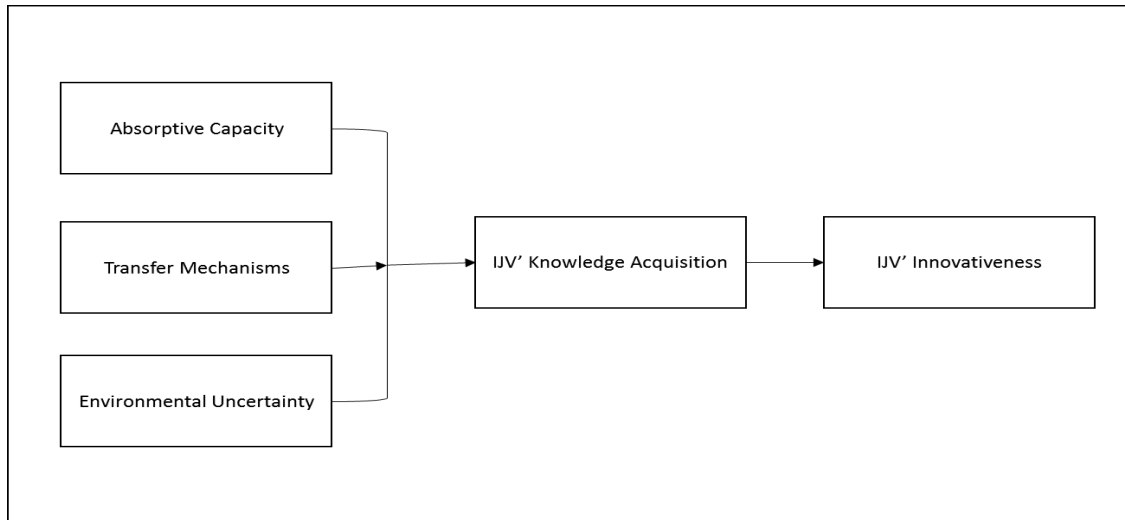 Absorptive Capacity
Transfer Mechanisms
Environmental Uncertainty
IJV’ Knowledge Acquisition
IJV’ Innovativeness